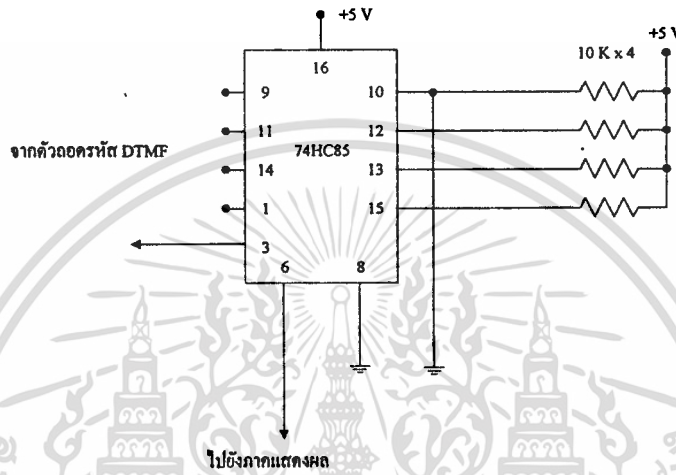 +5 V
+5 V
10 K x 4
16
9 10
11 12
จากตัวถอดรหัส DTMF
74HC85
14 13
1 15
3
6 8
ไปยังภาคแสดงผล